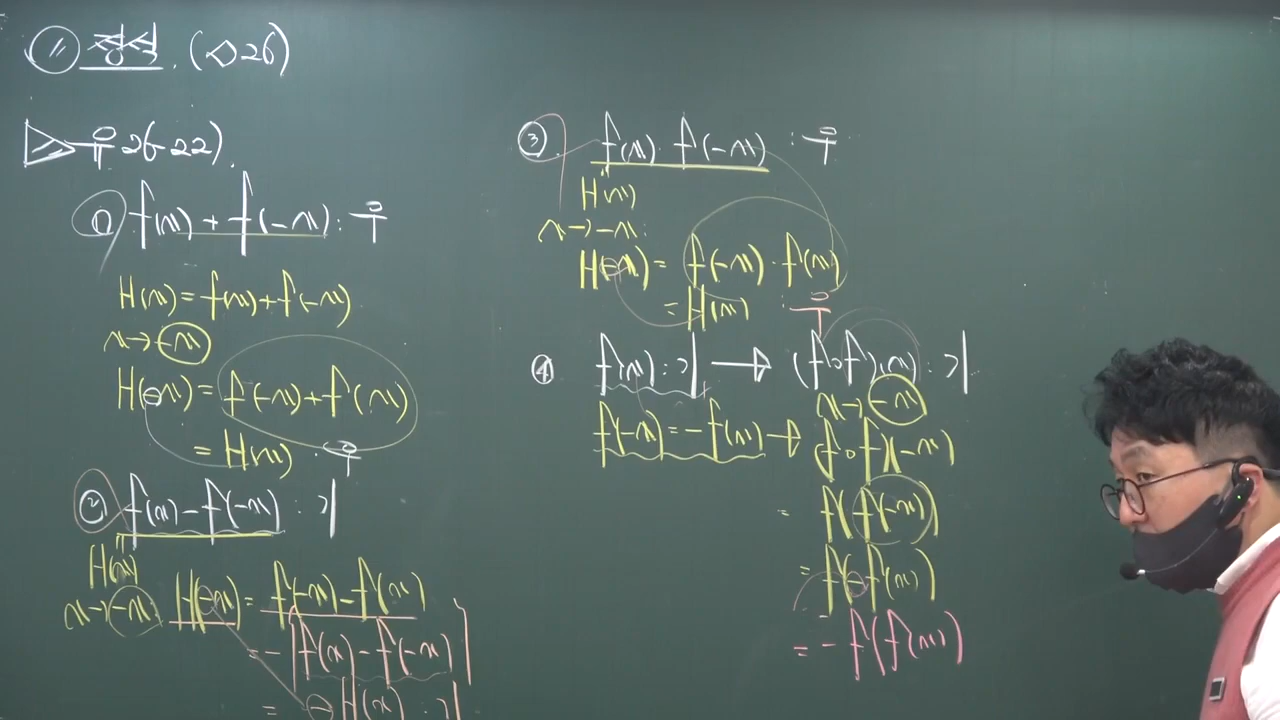 ① 정석. (◇26)
▷ 우 26-22).
① f(x) + f(-x) : 우
H(x) = f(x) + f(-x)
x → -x
H(-x) = f(-x) + f(x)
= H(x) : 우
② f(x) - f(-x) : 기
H(x)
x → -x H(-x) = f(-x) - f(x)
= -[f(x) - f(-x)]
= -H(x) : 기
③ f(x) · f(-x) : 우
H(x)
x → -x :
H(-x) = f(-x) · f(x)
= H(x) : 우
④ f(x) : 기 → (f∘f)(x) : 기
x → -x
f(-x) = -f(x) → (f∘f)(-x)
= f(f(-x))
= f(-f(x))
= -f(f(x))